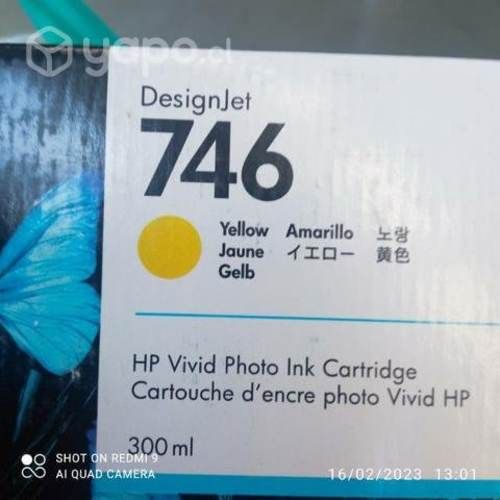 yapo.cl
DesignJet
746
Yellow Amarillo 노랑
Jaune イエロー 黄色
Gelb
HP Vivid Photo Ink Cartridge
Cartouche d'encre photo Vivid HP
300 ml
SHOT ON REDMI 9
AI QUAD CAMERA
16/02/2023 13:01